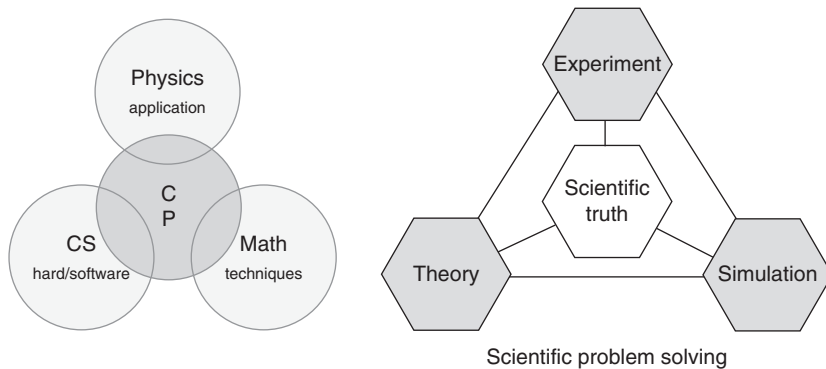 Physics
application
C
P
CS
hard/software
Math
techniques
Experiment
Scientific
truth
Theory
Simulation
Scientific problem solving